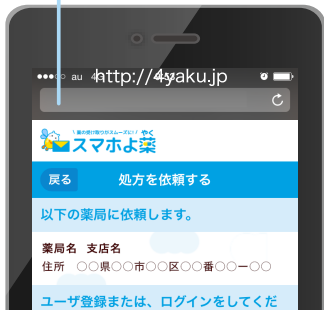 au
http://4yaku.jp
薬の受け取りがスムーズに!
やく
スマホよ薬
戻る
処方を依頼する
以下の薬局に依頼します。
薬局名 支店名
住所 ○○県○○市○○区○○番○○ー○○
ユーザ登録または、ログインをしてくだ